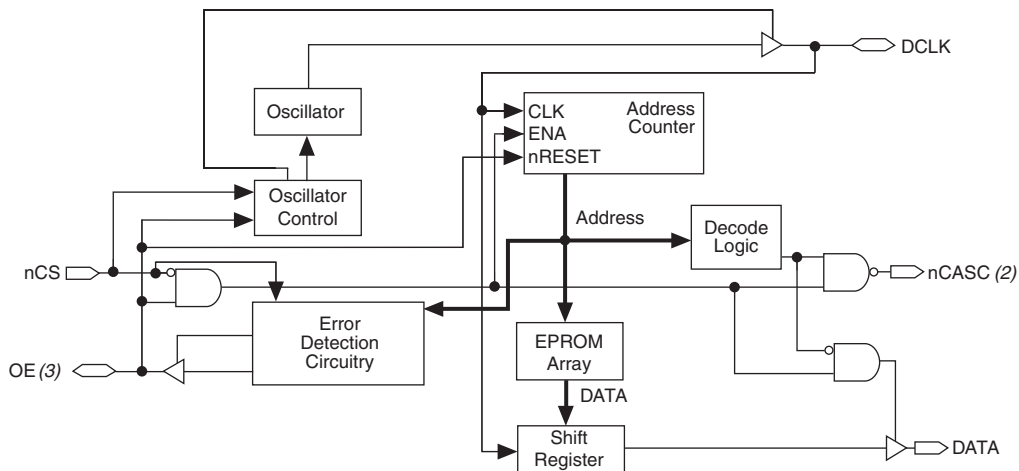 DCLK
CLK
Address
Counter
ENA
nRESET
Oscillator
Oscillator
Control
Address
Decode
Logic
nCS
nCASC (2)
Error
Detection
Circuitry
EPROM
Array
OE (3)
DATA
Shift
Register
DATA